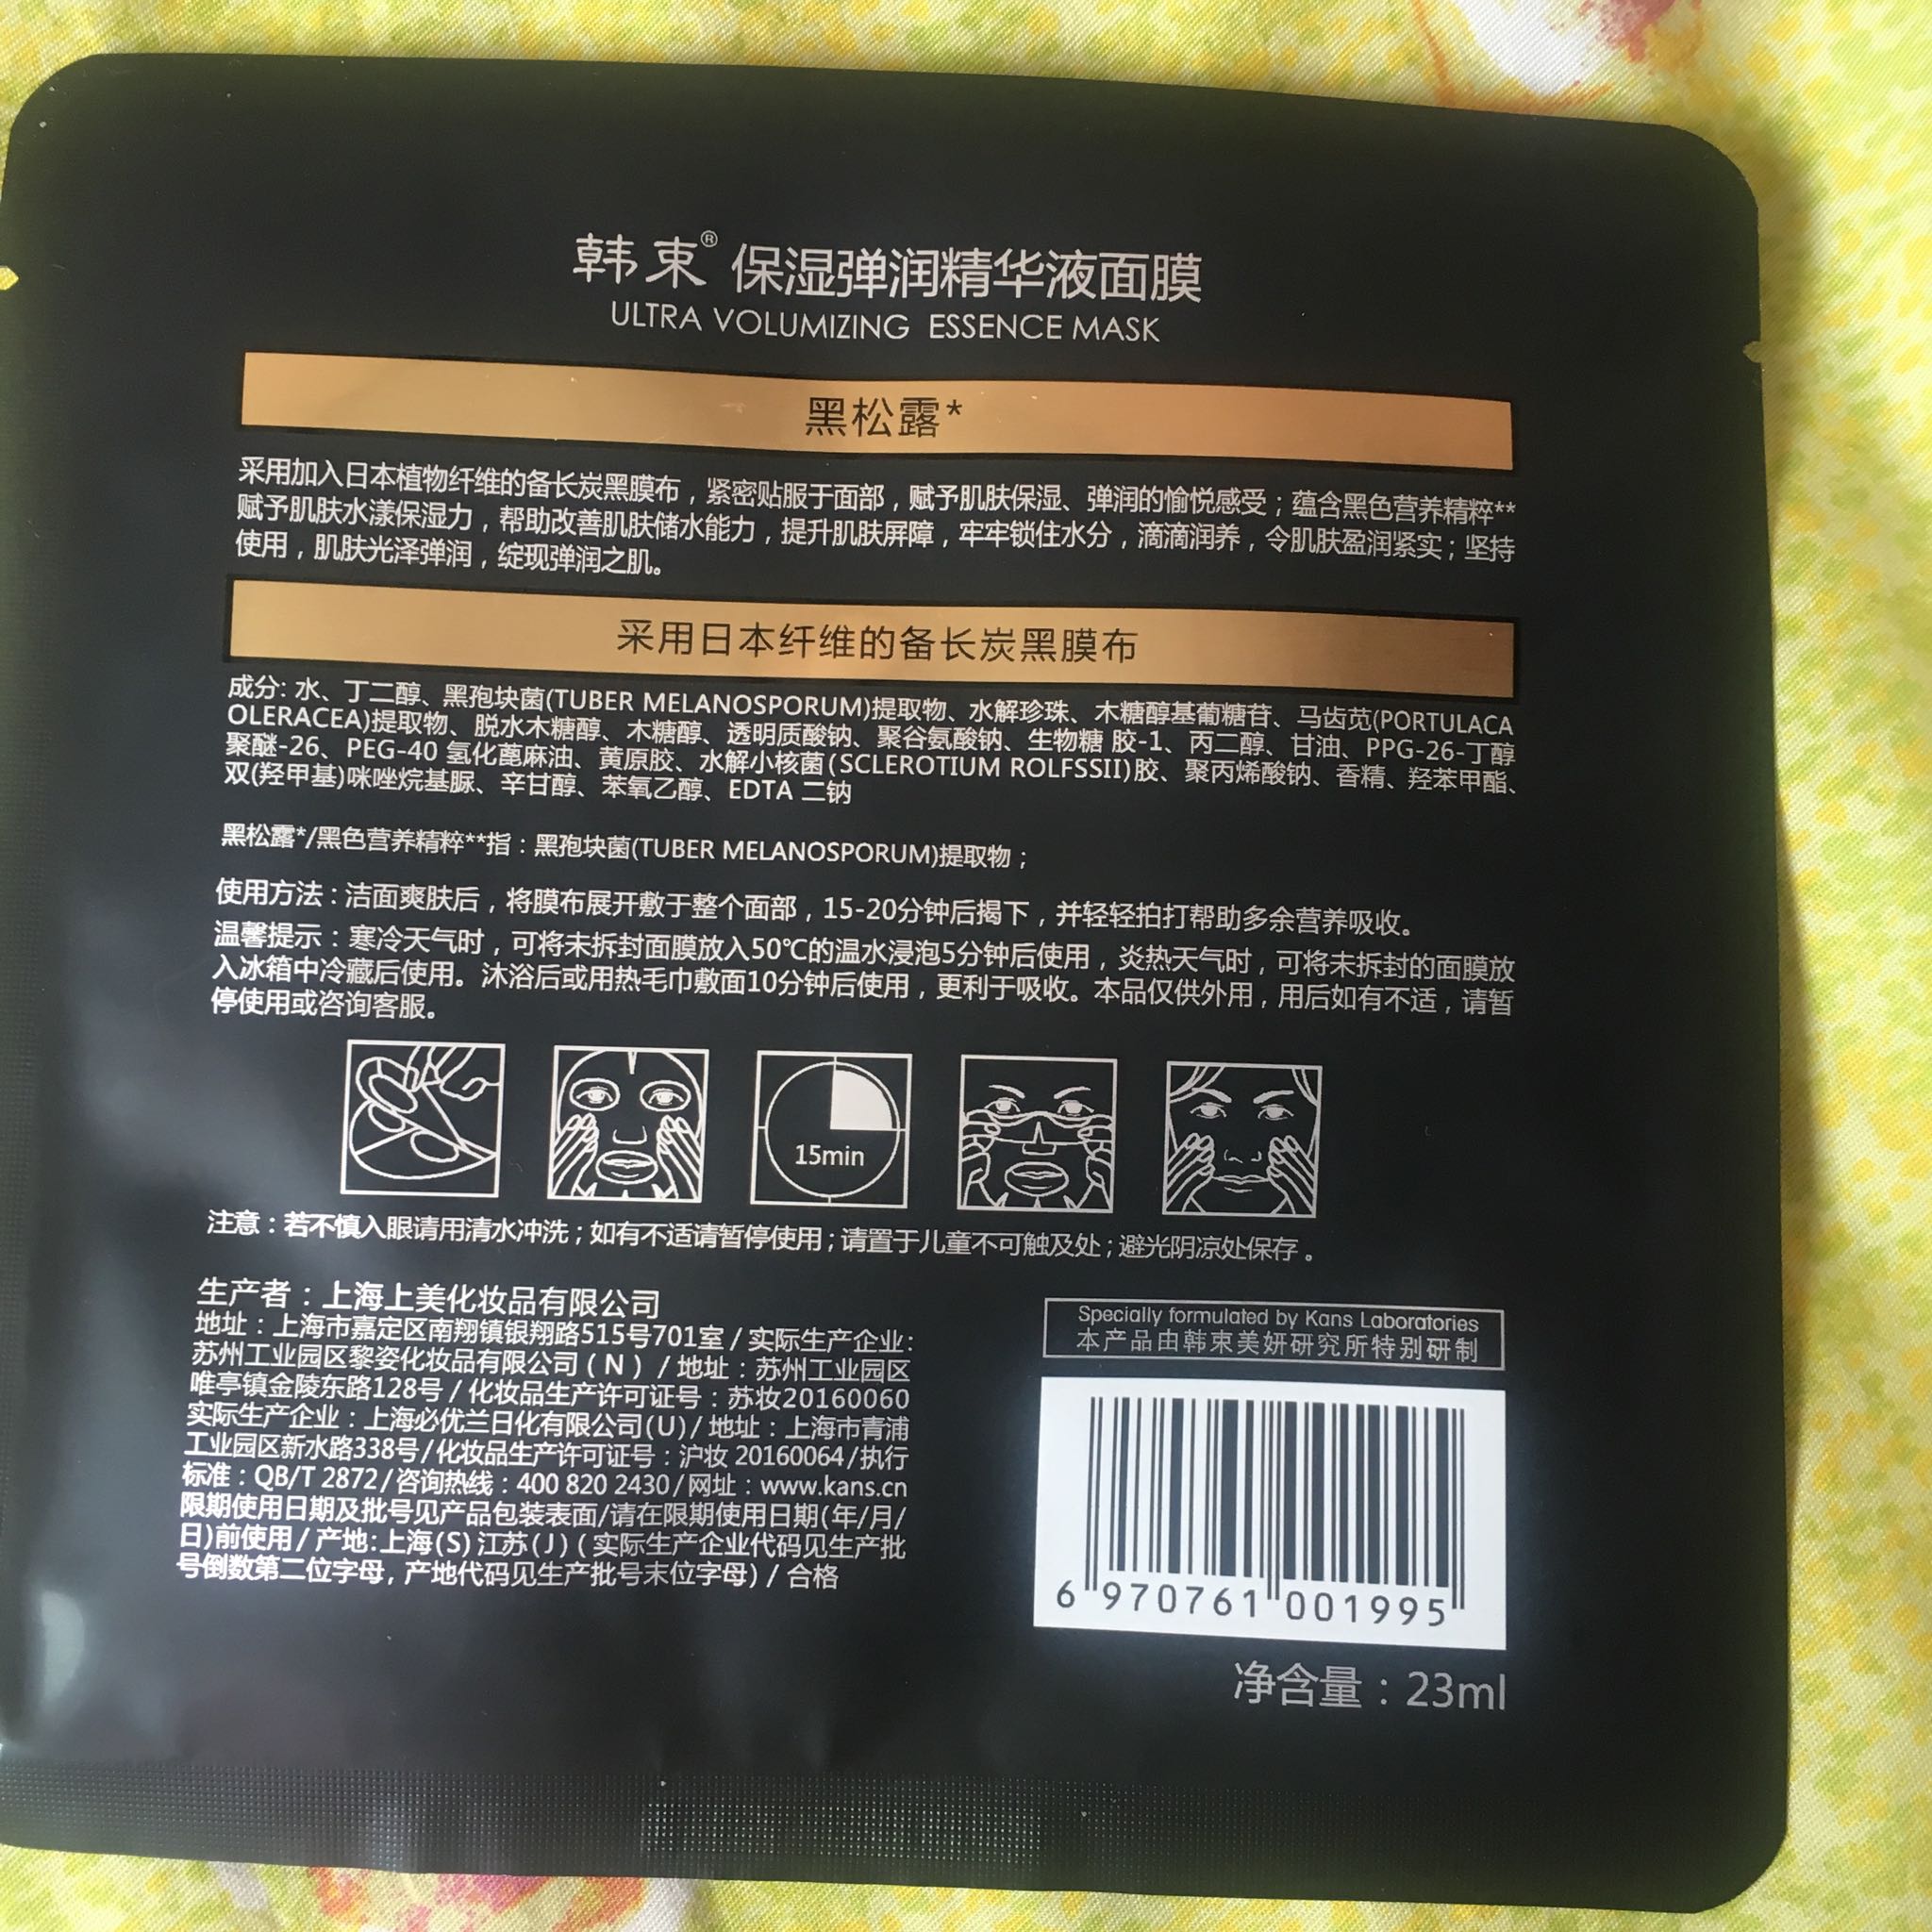 韩束® 保湿弹润精华液面膜
ULTRA VOLUMIZING ESSENCE MASK
黑松露*
采用加入日本植物纤维的备长炭黑膜布，紧密贴服于面部，赋予肌肤保湿、弹润的愉悦感受；蕴含黑色营养精粹**
赋予肌肤水漾保湿力，帮助改善肌肤储水能力，提升肌肤屏障，牢牢锁住水分，滴滴润养，令肌肤盈润紧实；坚持
使用，肌肤光泽弹润，绽现弹润之肌。
采用日本纤维的备长炭黑膜布
成分: 水、丁二醇、黑孢块菌(TUBER MELANOSPORUM)提取物、水解珍珠、木糖醇基葡糖苷、马齿苋(PORTULACA
OLERACEA)提取物、脱水木糖醇、木糖醇、透明质酸钠、聚谷氨酸钠、生物糖 胶-1、丙二醇、甘油、PPG-26-丁醇
聚醚-26、PEG-40 氢化蓖麻油、黄原胶、水解小核菌(SCLEROTIUM ROLFSSII)胶、聚丙烯酸钠、香精、羟苯甲酯、
双(羟甲基)咪唑烷基脲、辛甘醇、苯氧乙醇、EDTA 二钠
黑松露*/黑色营养精粹**指：黑孢块菌(TUBER MELANOSPORUM)提取物；
使用方法：洁面爽肤后，将膜布展开敷于整个面部，15-20分钟后揭下，并轻轻拍打帮助多余营养吸收。
温馨提示：寒冷天气时，可将未拆封面膜放入50℃的温水浸泡5分钟后使用，炎热天气时，可将未拆封的面膜放
入冰箱中冷藏后使用。沐浴后或用热毛巾敷面10分钟后使用，更利于吸收。本品仅供外用，用后如有不适，请暂
停使用或咨询客服。
15min
注意：若不慎入眼请用清水冲洗；如有不适请暂停使用；请置于儿童不可触及处；避光阴凉处保存。
生产者：上海上美化妆品有限公司
地址：上海市嘉定区南翔镇银翔路515号701室/实际生产企业：
苏州工业园区黎姿化妆品有限公司（N）/地址：苏州工业园区
唯亭镇金陵东路128号/化妆品生产许可证号：苏妆20160060
实际生产企业：上海必优兰日化有限公司(U)/地址：上海市青浦
工业园区新水路338号/化妆品生产许可证号：沪妆 20160064/执行
标准：QB/T 2872/咨询热线：400 820 2430/网址：www.kans.cn
限期使用日期及批号见产品包装表面/请在限期使用日期(年/月/
日)前使用/产地:上海(S)江苏(J)(实际生产企业代码见生产批
号倒数第二位字母,产地代码见生产批号末位字母)/合格
Specially formulated by Kans Laboratories
本产品由韩束美妍研究所特别研制
6 970761 001995
净含量：23ml